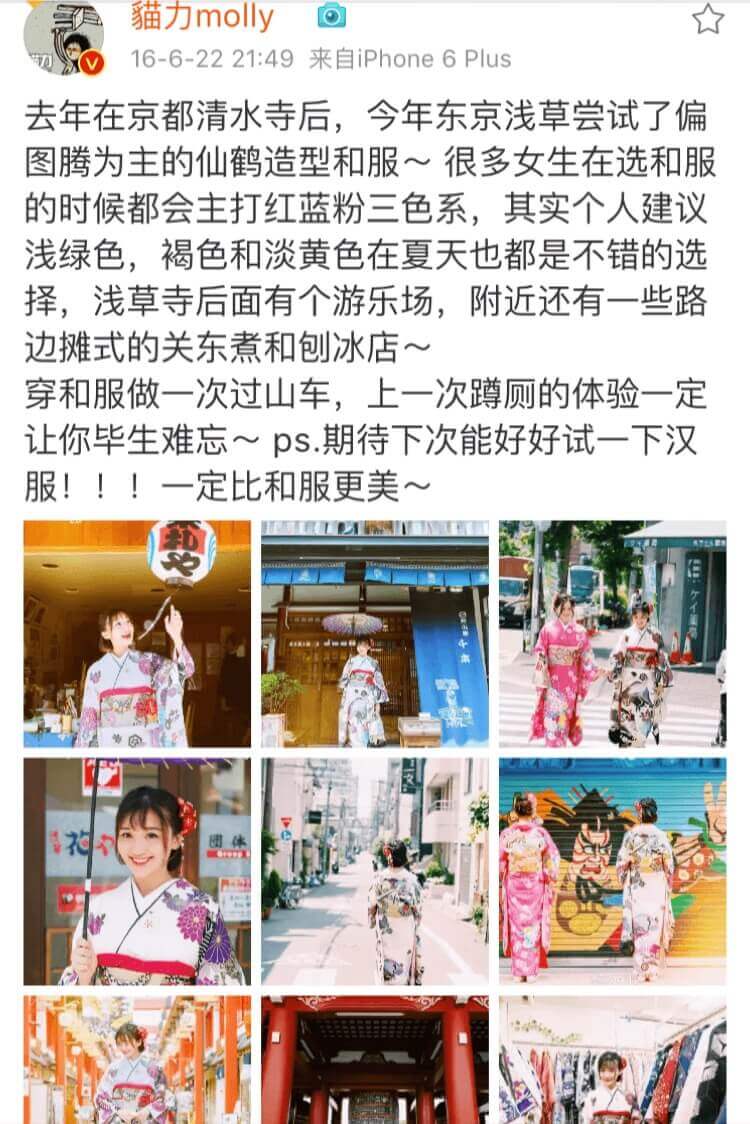 貓力molly
16-6-22 21:49 来自iPhone 6 Plus
去年在京都清水寺后，今年东京浅草尝试了偏
图腾为主的仙鹤造型和服～ 很多女生在选和服
的时候都会主打红蓝粉三色系，其实个人建议
浅绿色，褐色和淡黄色在夏天也都是不错的选
择，浅草寺后面有个游乐场，附近还有一些路
边摊式的关东煮和刨冰店～
穿和服做一次过山车，上一次蹲厕的体验一定
让你毕生难忘～ ps.期待下次能好好试一下汉
服！！！一定比和服更美～
团体